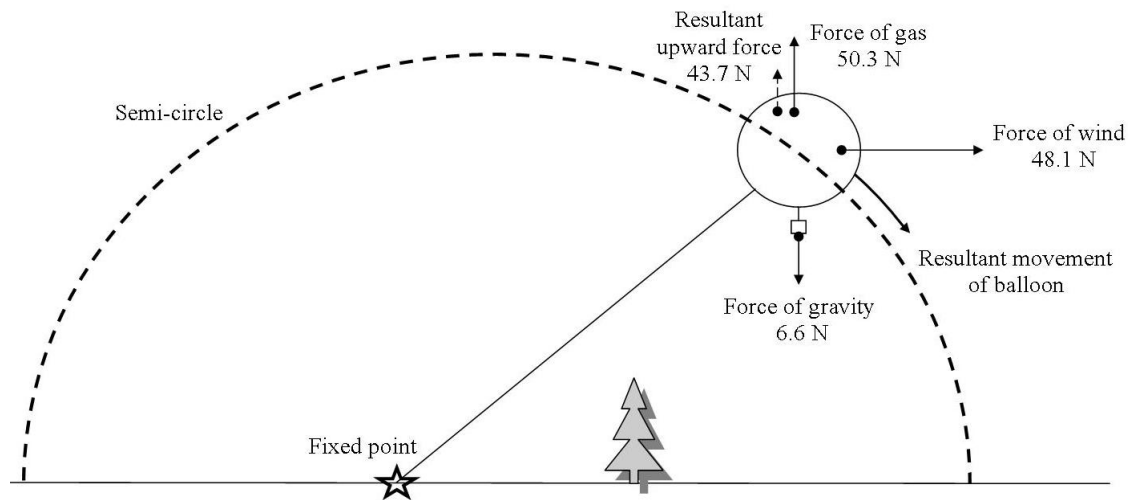 Resultant
upward force
43.7 N
Force of gas
50.3 N
Semi-circle
Force of wind
48.1 N
Resultant movement
of balloon
Force of gravity
6.6 N
Fixed point